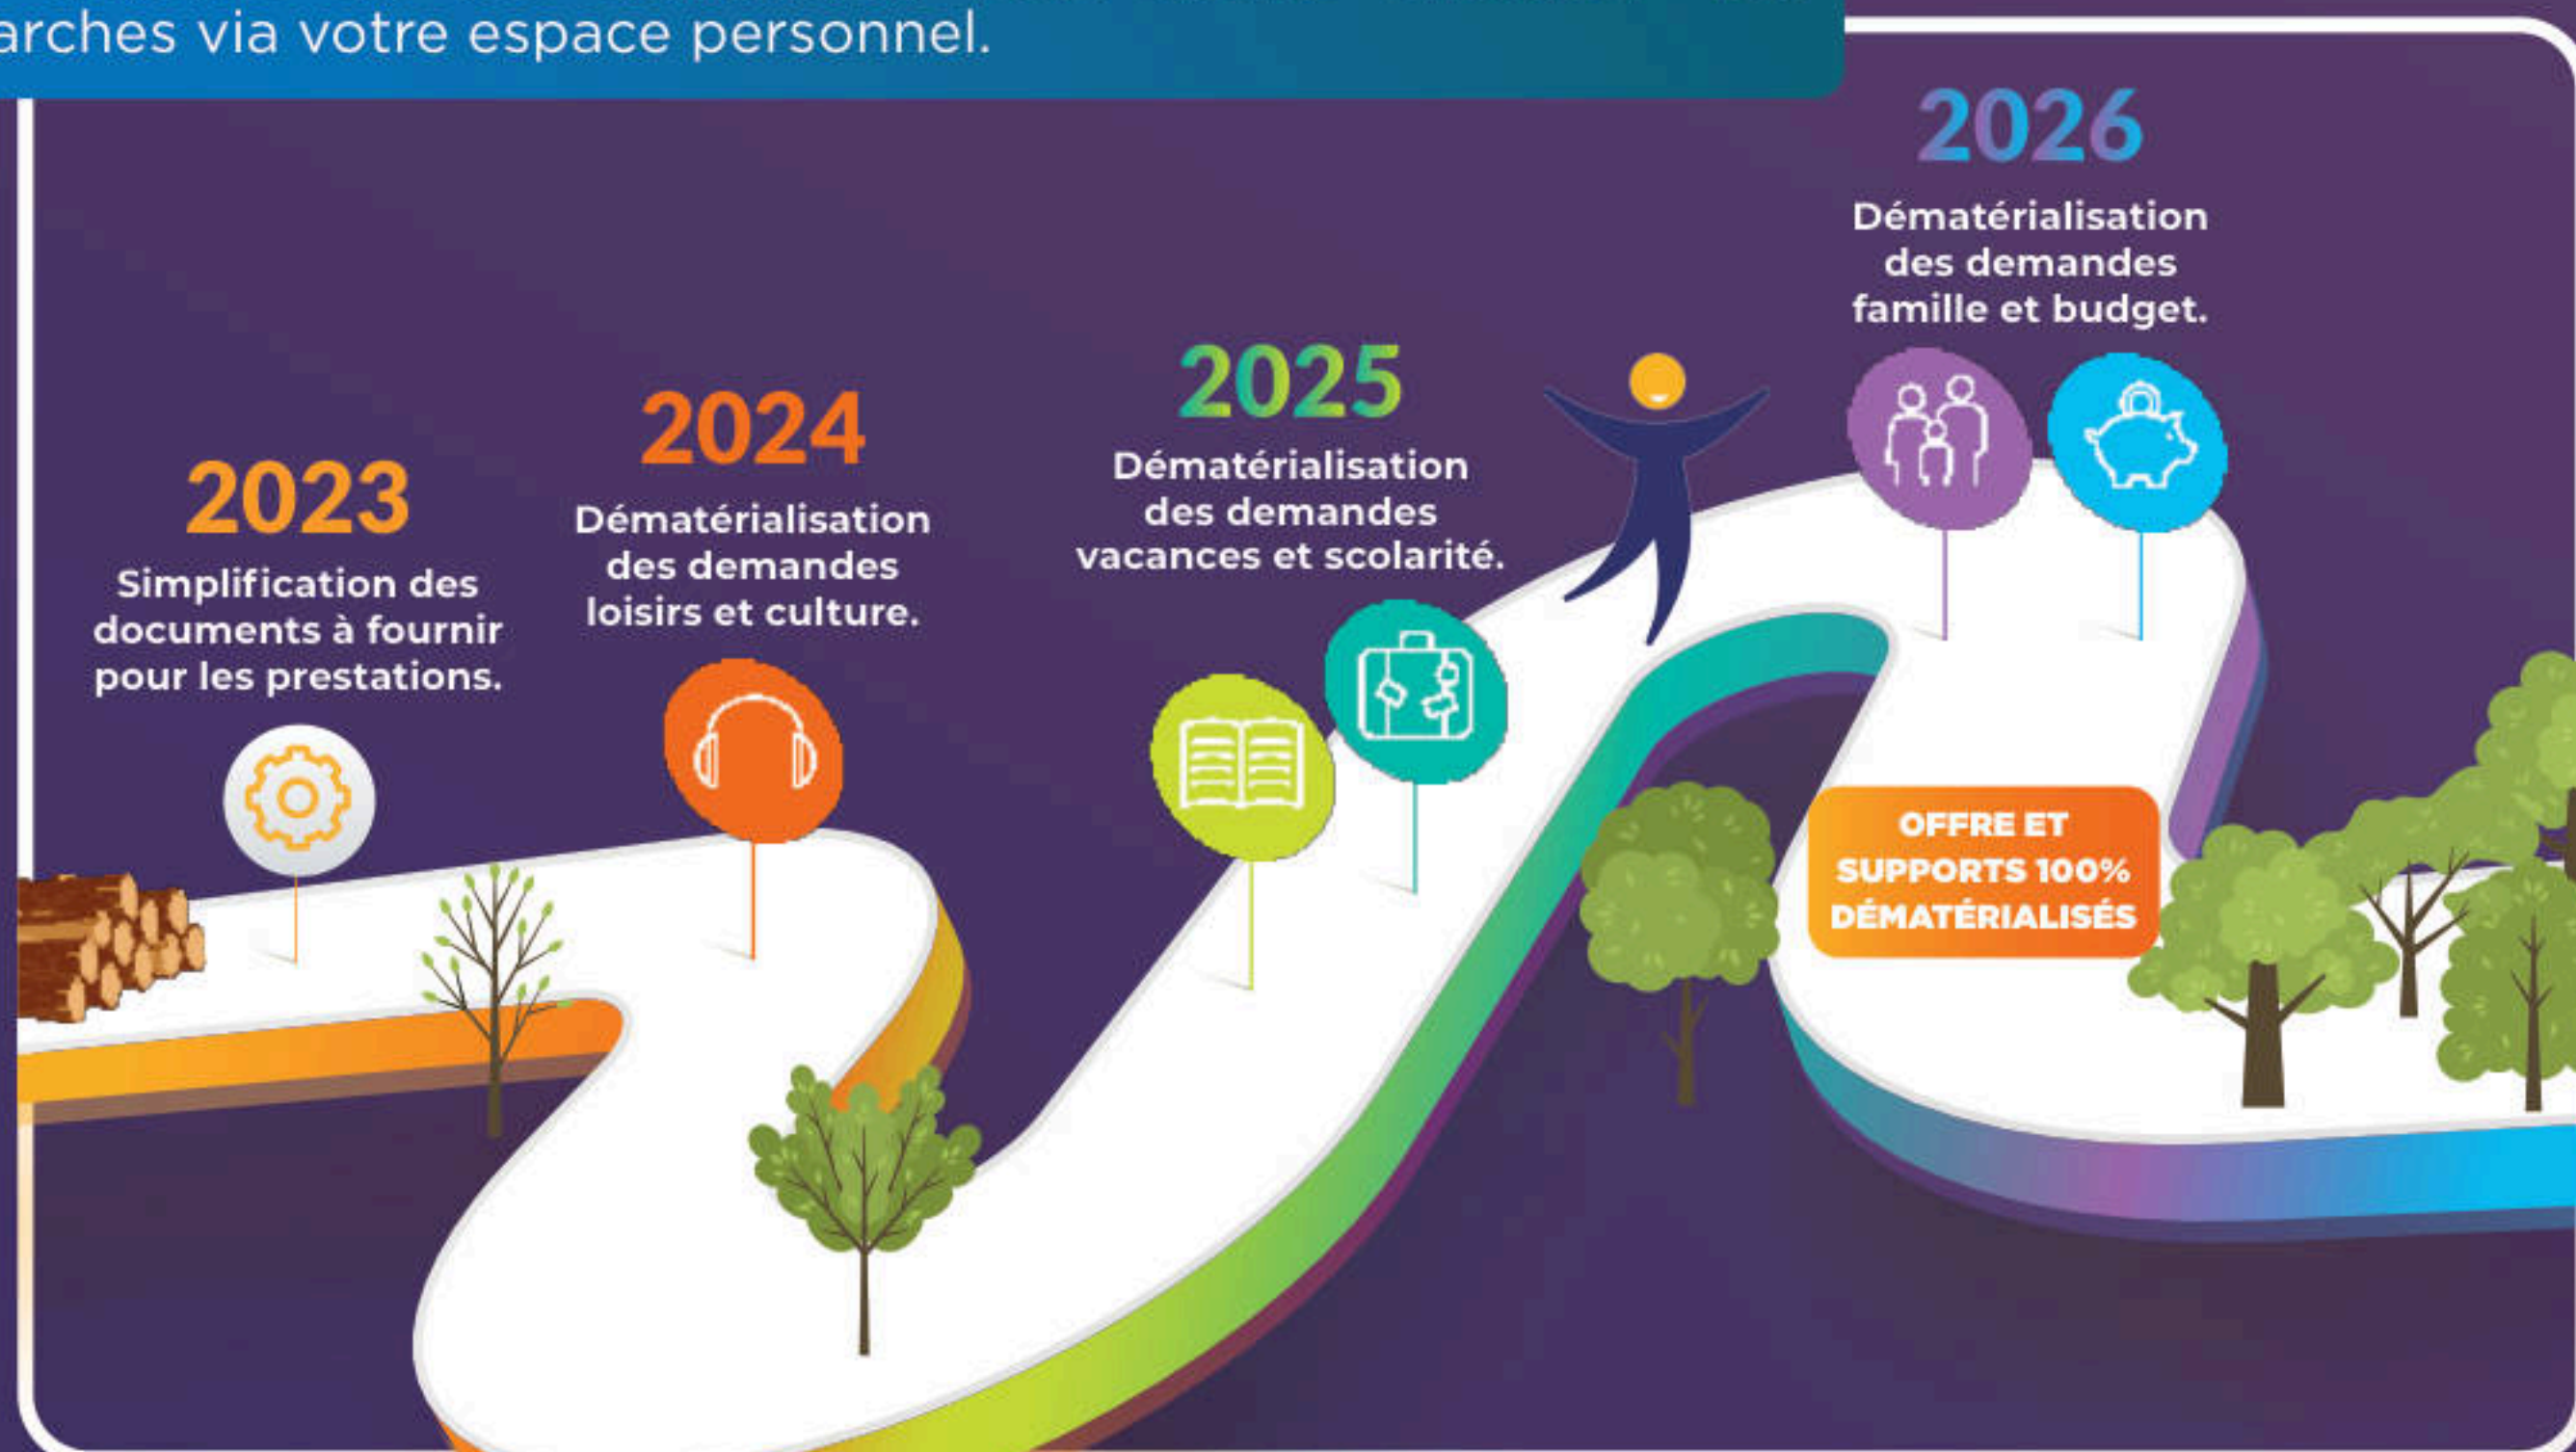 via votre espace personnel.
2023
Simplification des
documents à fournir
pour les prestations.
2024
Dématérialisation
des demandes
loisirs et culture.
2025
Dématérialisation
des demandes
vacances et scolarité.
2026
Dématérialisation
des demandes
famille et budget.
OFFRE ET
SUPPORTS 100%
DÉMATÉRIALISÉS